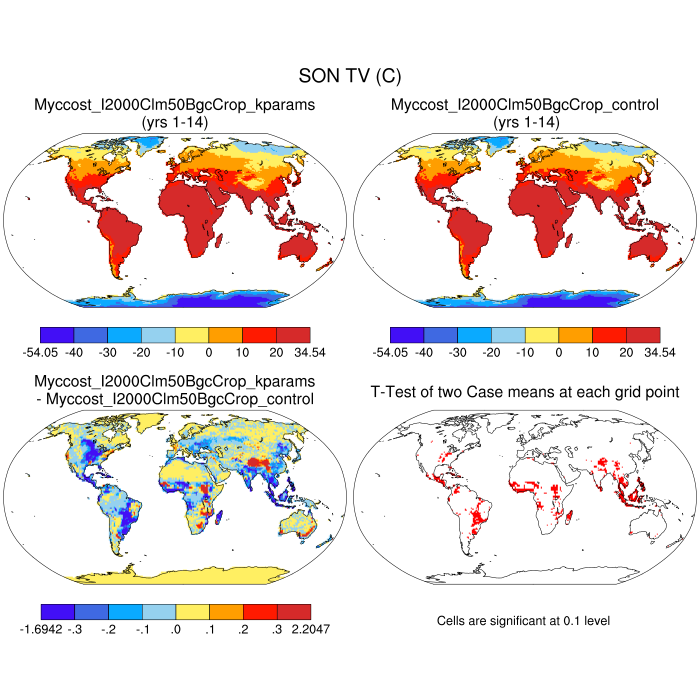 SON TV (C)
Myccost_I2000Clm50BgcCrop_kparams
(yrs 1-14)
Myccost_I2000Clm50BgcCrop_control
(yrs 1-14)
-54.05 -40 -30 -20 -10 0 10 20 34.54
-54.05 -40 -30 -20 -10 0 10 20 34.54
Myccost_I2000Clm50BgcCrop_kparams
- Myccost_I2000Clm50BgcCrop_control
T-Test of two Case means at each grid point
-1.6942 -.3 -.2 -.1 .0 .1 .2 .3 2.2047
Cells are significant at 0.1 level